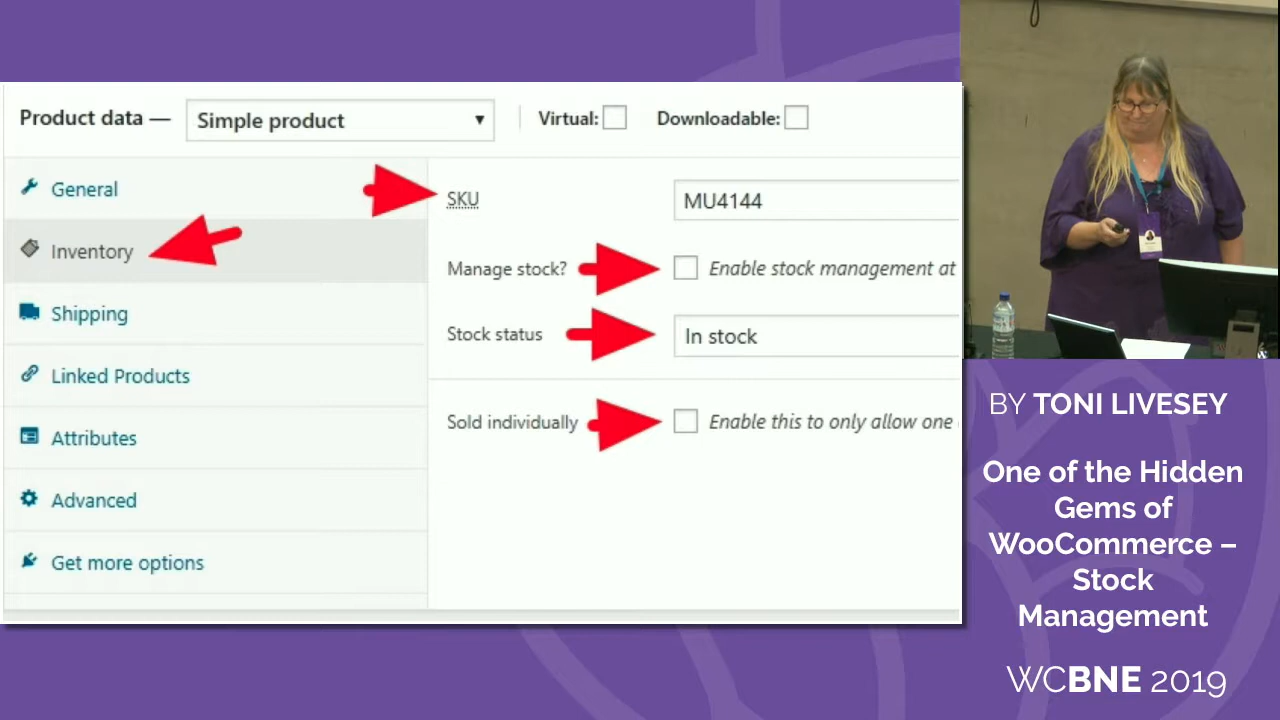 Product data —
Simple product
Virtual:
Downloadable:
General
Inventory
Shipping
Linked Products
Attributes
Advanced
Get more options
SKU
MU4144
Manage stock?
Enable stock management at
Stock status
In stock
Sold individually
Enable this to only allow one
BY TONI LIVESEY
One of the Hidden
Gems of
WooCommerce –
Stock
Management
WCBNE 2019